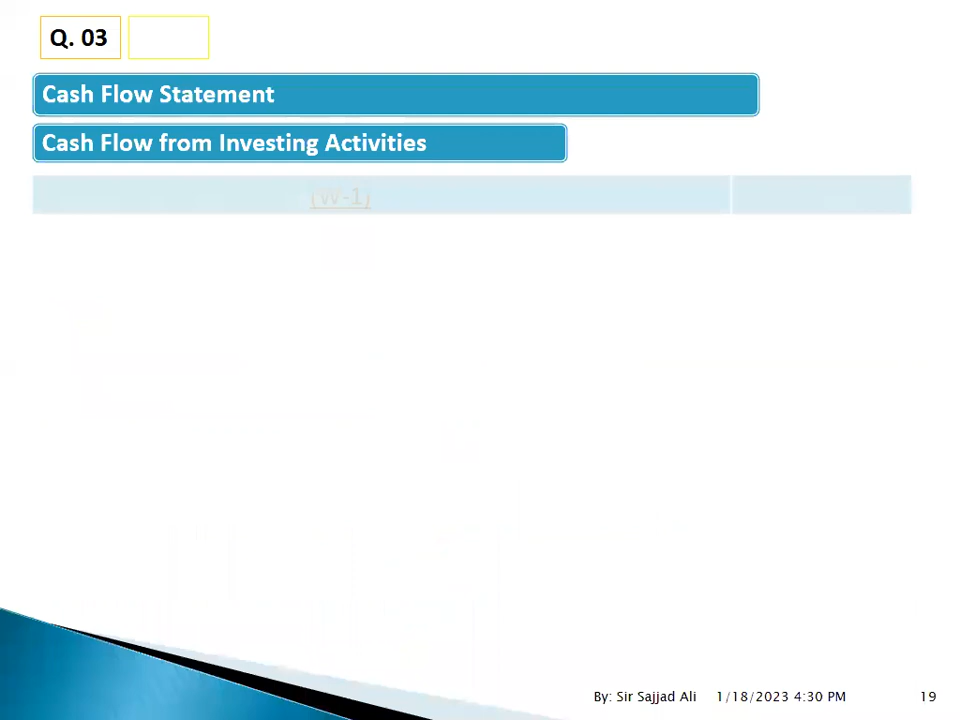 Q. 03
Cash Flow Statement
Cash Flow from Investing Activities
(W-1)
By: Sir Sajjad Ali 1/18/2023 4:30 PM 19